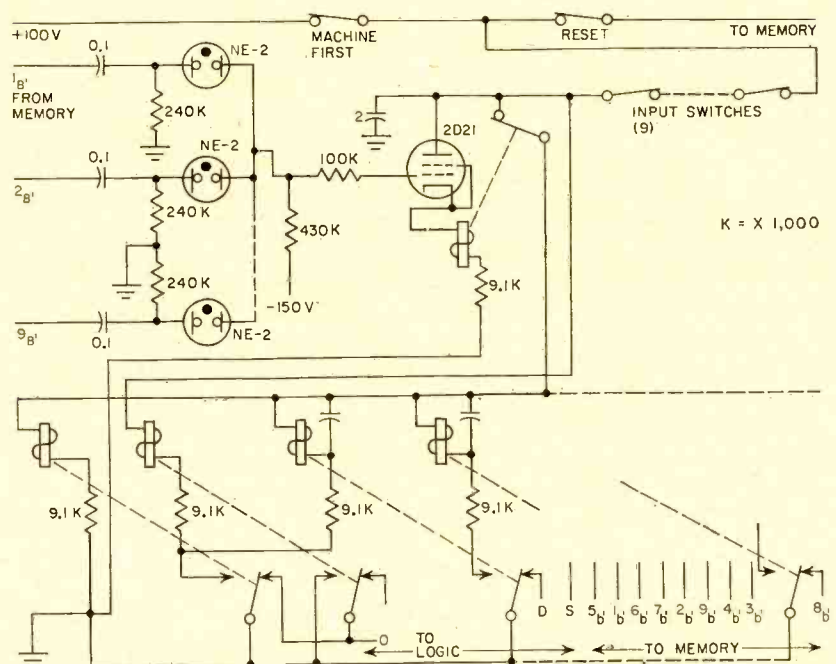 +100V
MACHINE FIRST
RESET
TO MEMORY
0.1
NE-2
1B'
FROM MEMORY
240K
INPUT SWITCHES (9)
2
2D21
0.1
NE-2
100K
2B'
240K
430K
K = X 1,000
240K
-150V
9.1K
NE-2
9B'
0.1
9.1K
9.1K
9.1K
9.1K
D
S
5b'
1b'
6b'
7b'
2b'
9b'
4b'
3b'
8b'
O
TO LOGIC
TO MEMORY